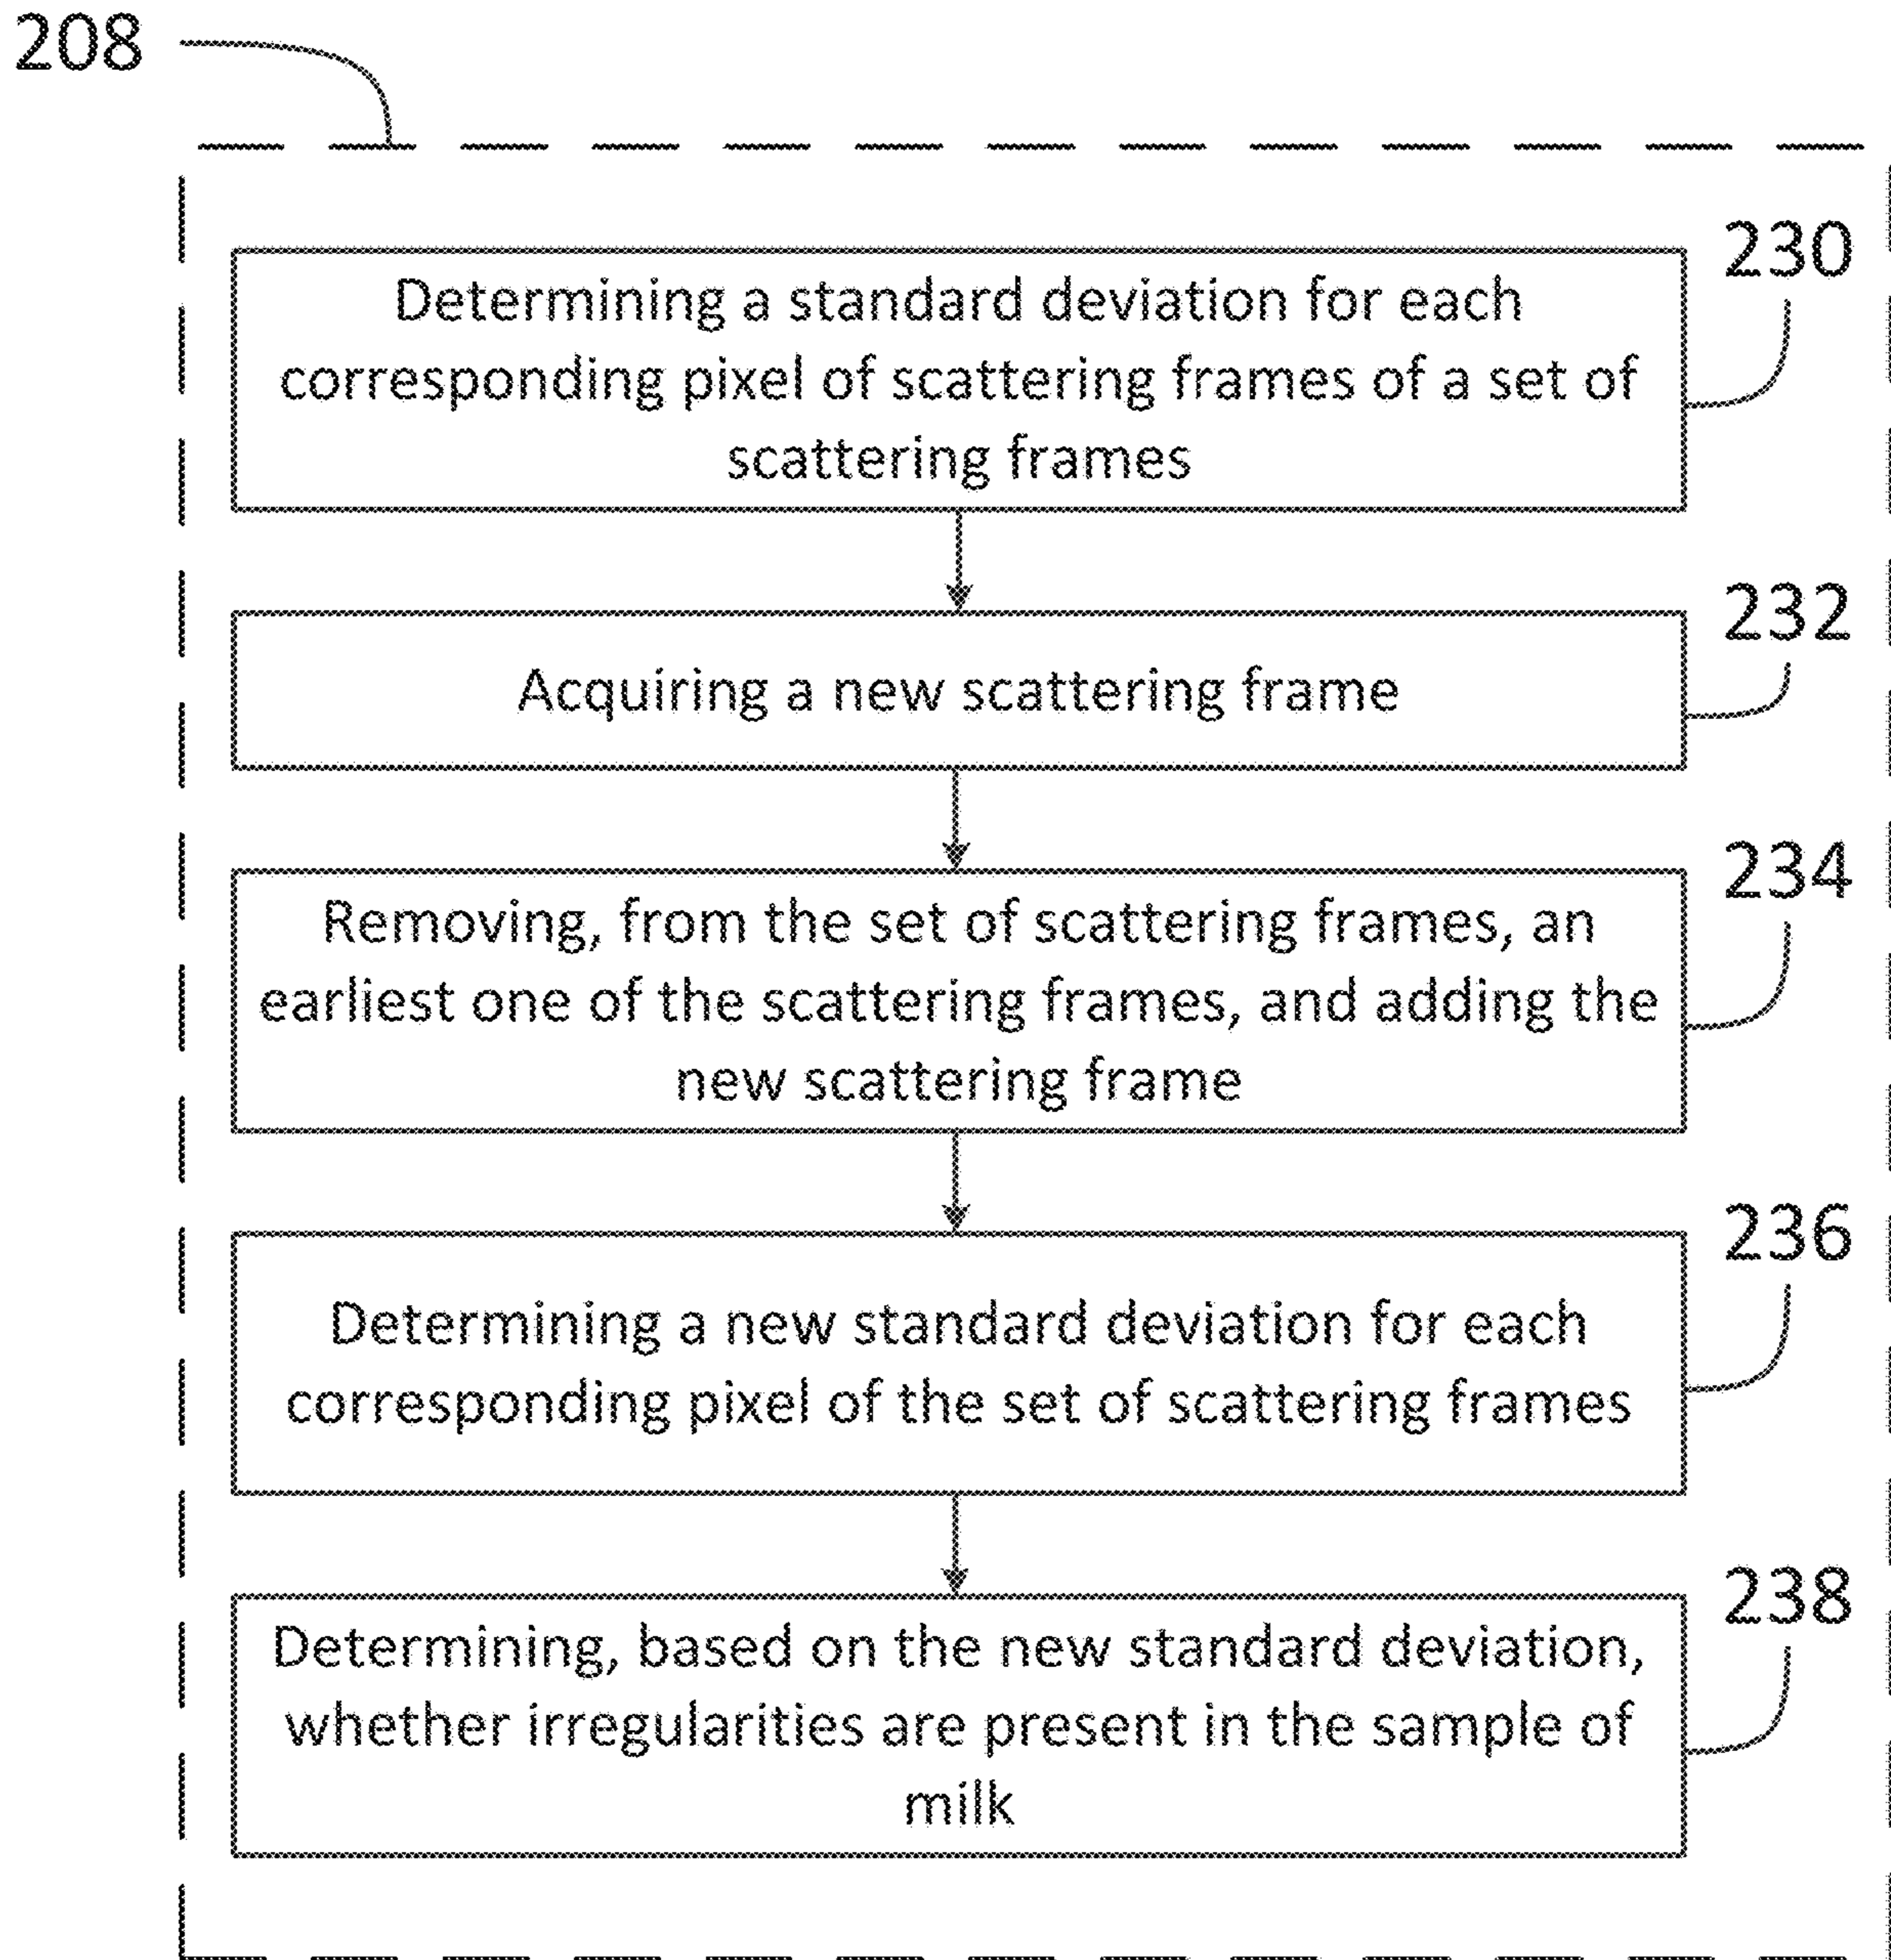 208
230
Determining a standard deviation for each
corresponding pixel of scattering frames of a set of
scattering frames
232
Acquiring a new scattering frame
234
Removing, from the set of scattering frames, an
earliest one of the scattering frames, and adding the
new scattering frame
236
Determining a new standard deviation for each
corresponding pixel of the set of scattering frames
238
Determining, based on the new standard deviation,
whether irregularities are present in the sample of
milk